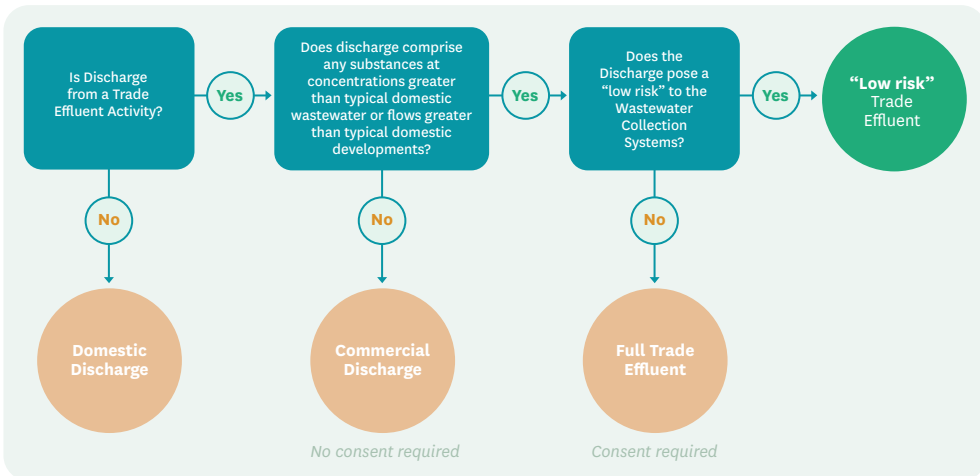 Is Discharge
from a Trade
Effluent Activity?
Yes
Does discharge comprise
any substances at
concentrations greater
than typical domestic
wastewater or flows greater
than typical domestic
developments?
Yes
Does the
Discharge pose a
“low risk” to the
Wastewater
Collection
Systems?
Yes
“Low risk”
Trade
Effluent
No
No
No
Domestic
Discharge
Commercial
Discharge
Full Trade
Effluent
No consent required
Consent required